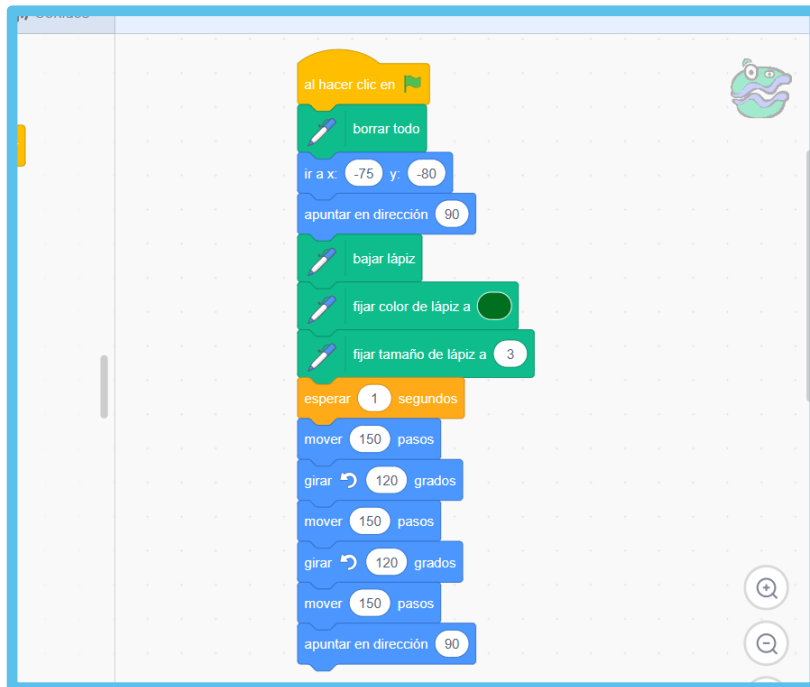 al hacer clic en
borrar todo
ir a x: -75 y: -80
apuntar en dirección 90
bajar lápiz
fijar color de lápiz a
fijar tamaño de lápiz a 3
esperar 1 segundos
mover 150 pasos
girar 120 grados
mover 150 pasos
girar 120 grados
mover 150 pasos
apuntar en dirección 90